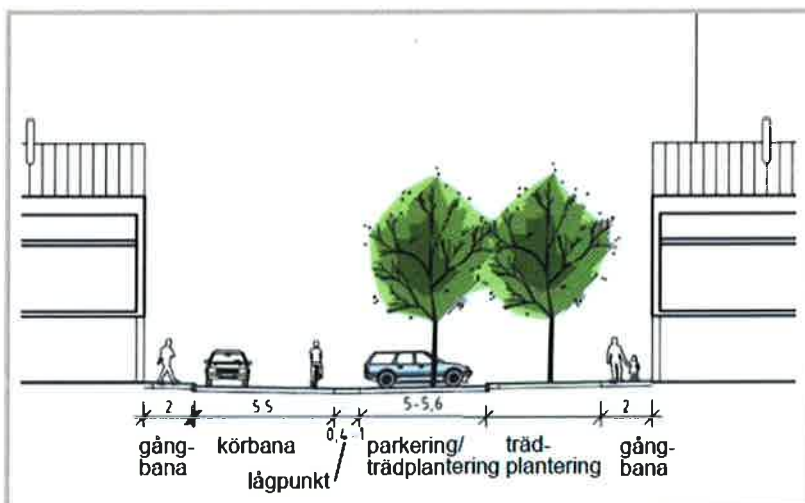 2 5,5 0,4-1 5-5,6 2
gång- körbana parkering/ träd- gång-
bana lågpunkt trädplantering plantering bana